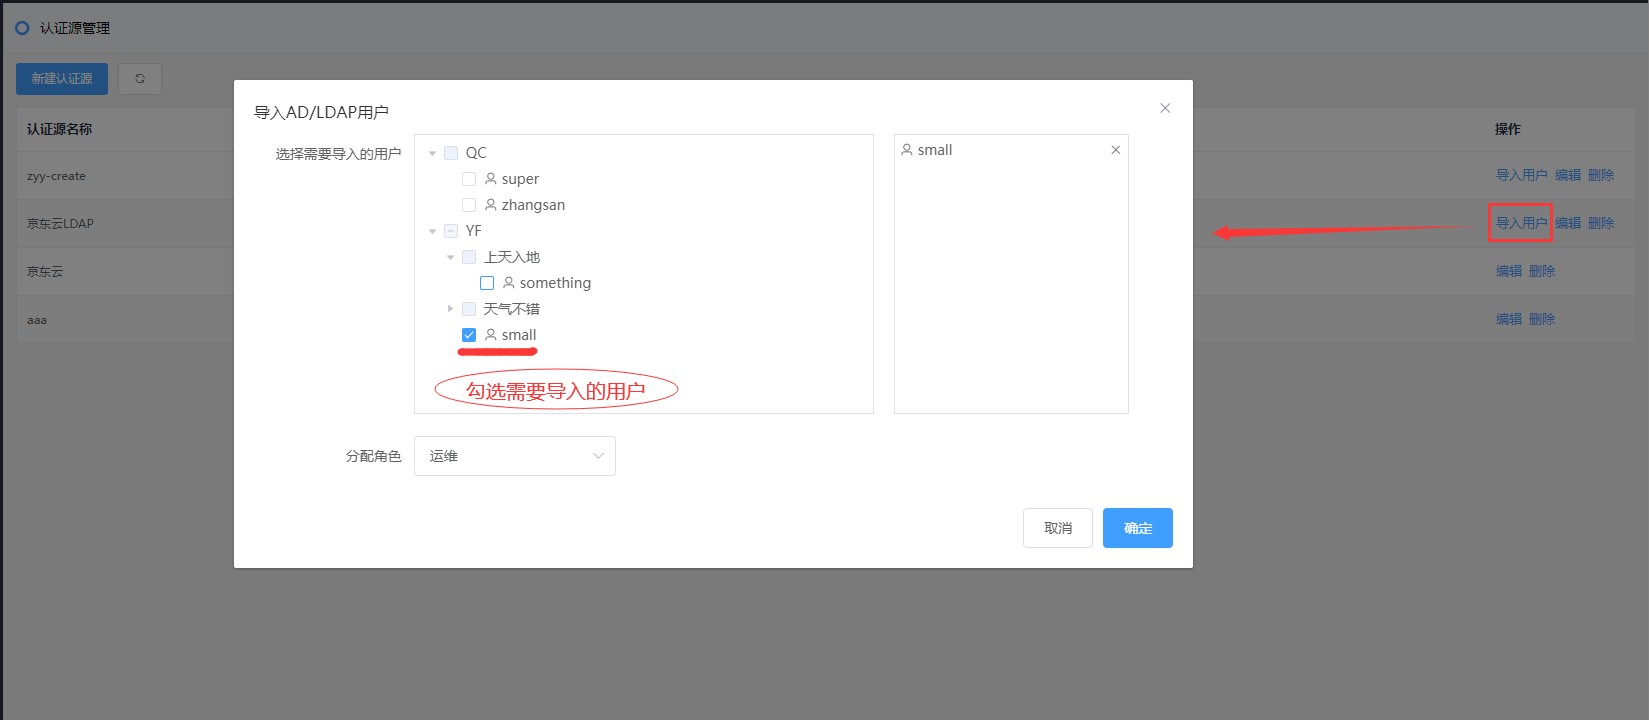 认证源管理
新建认证源
认证源名称 操作
zyy-create 导入用户 编辑 删除
京东云LDAP 导入用户 编辑 删除
京东云 编辑 删除
aaa 编辑 删除
导入AD/LDAP用户
选择需要导入的用户
QC
super
zhangsan
YF
上天入地
something
天气不错
small
勾选需要导入的用户
small
分配角色 运维
取消 确定